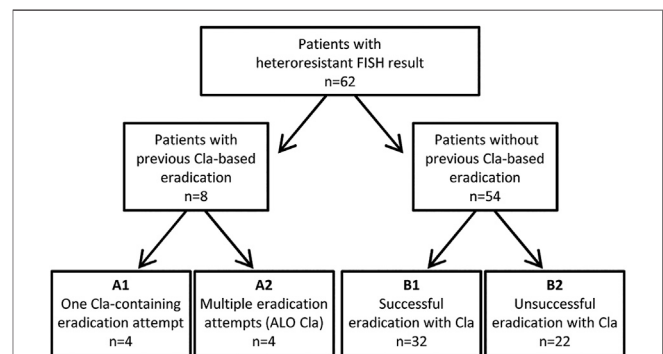 Patients with
heteroresistant FISH result
n=62
Patients with
previous Cla-based
eradication
n=8
Patients without
previous Cla-based
eradication
n=54
A1
One Cla-containing
eradication attempt
n=4
A2
Multiple eradication
attempts (ALO Cla)
n=4
B1
Successful
eradication with Cla
n=32
B2
Unsuccessful
eradication with Cla
n=22